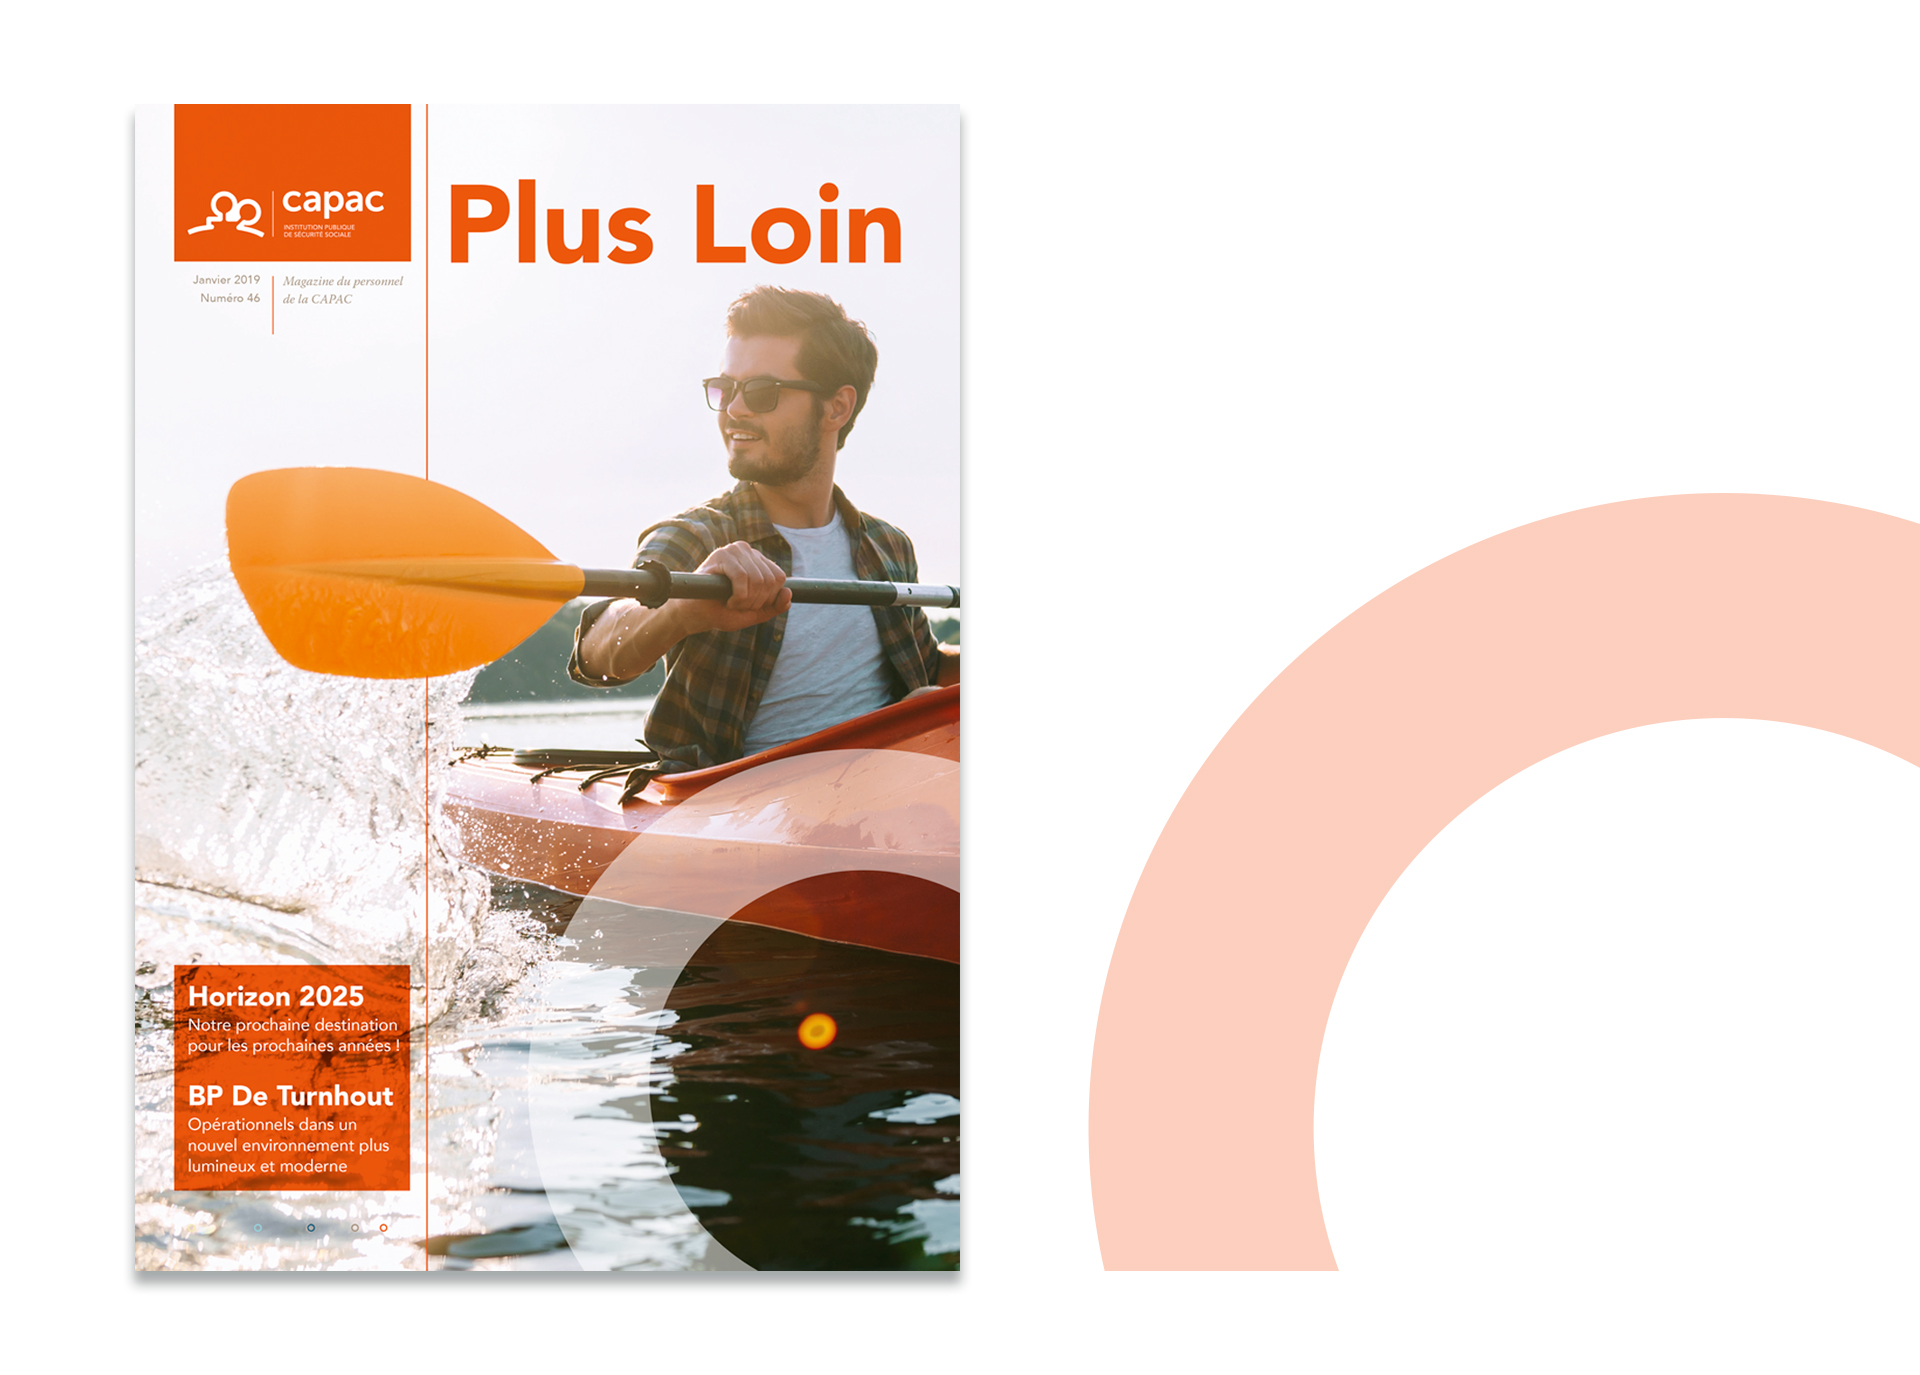 capac
INSTITUTION PUBLIQUE
DE SÉCURITÉ SOCIALE
Plus Loin
Janvier 2019
Numéro 46
Magazine du personnel
de la CAPAC
Horizon 2025
Notre prochaine destination
pour les prochaines années !
BP De Turnhout
Opérationnels dans un
nouvel environnement plus
lumineux et moderne